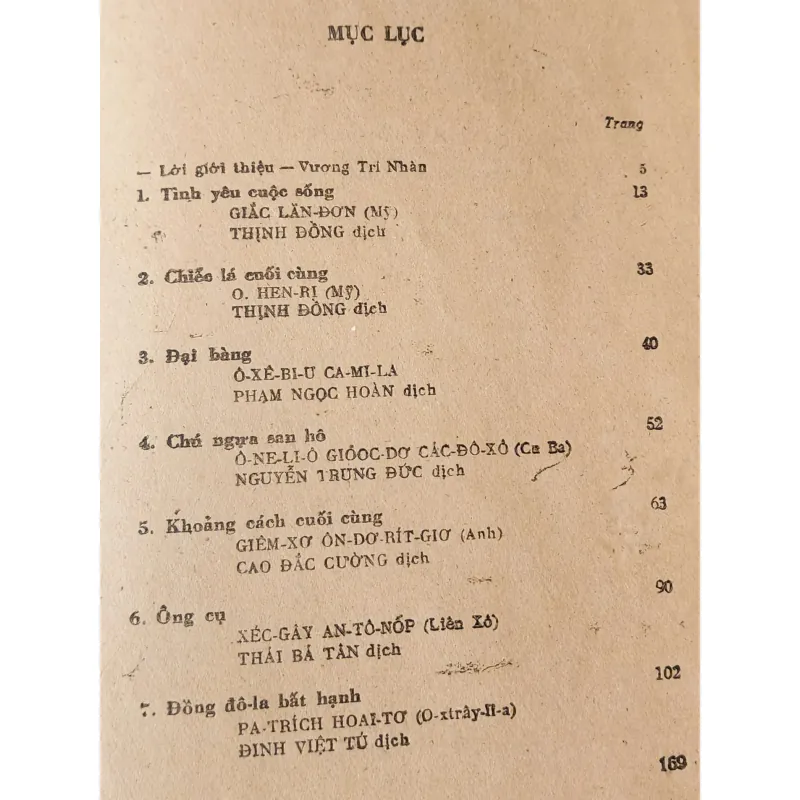 MỤC LỤC
Trang
— Lời giới thiệu — Vương Trí Nhàn 5
1. Tình yêu cuộc sống 13
GIẮC LĂN-ĐƠN (Mỹ)
THỊNH ĐỒNG dịch
2. Chiếc lá cuối cùng 33
O. HEN-RI (Mỹ)
THỊNH ĐỒNG dịch
3. Đại bàng 40
Ô-XÊ-BI-U CA-MI-LA
PHẠM NGỌC HOÀN dịch
4. Chú ngựa san hô 52
Ô-NE-LI-Ô GIOOC-DƠ CÁC-ĐÔ-XÔ (Cu Ba)
NGUYỄN TRUNG ĐỨC dịch
5. Khoảng cách cuối cùng 63
GIÊM-XƠ ÔN-DƠ-RÍT-GIƠ (Anh)
CAO ĐẮC CƯỜNG dịch
6. Ông cụ 90
XÉC-GÂY AN-TÔ-NỐP (Liên Xô)
THÁI BÁ TÂN dịch
7. Đồng đô-la bất hạnh 102
PA-TRÍCH HOAI-TƠ (O-xtrây-li-a)
ĐINH VIỆT TÚ dịch
169